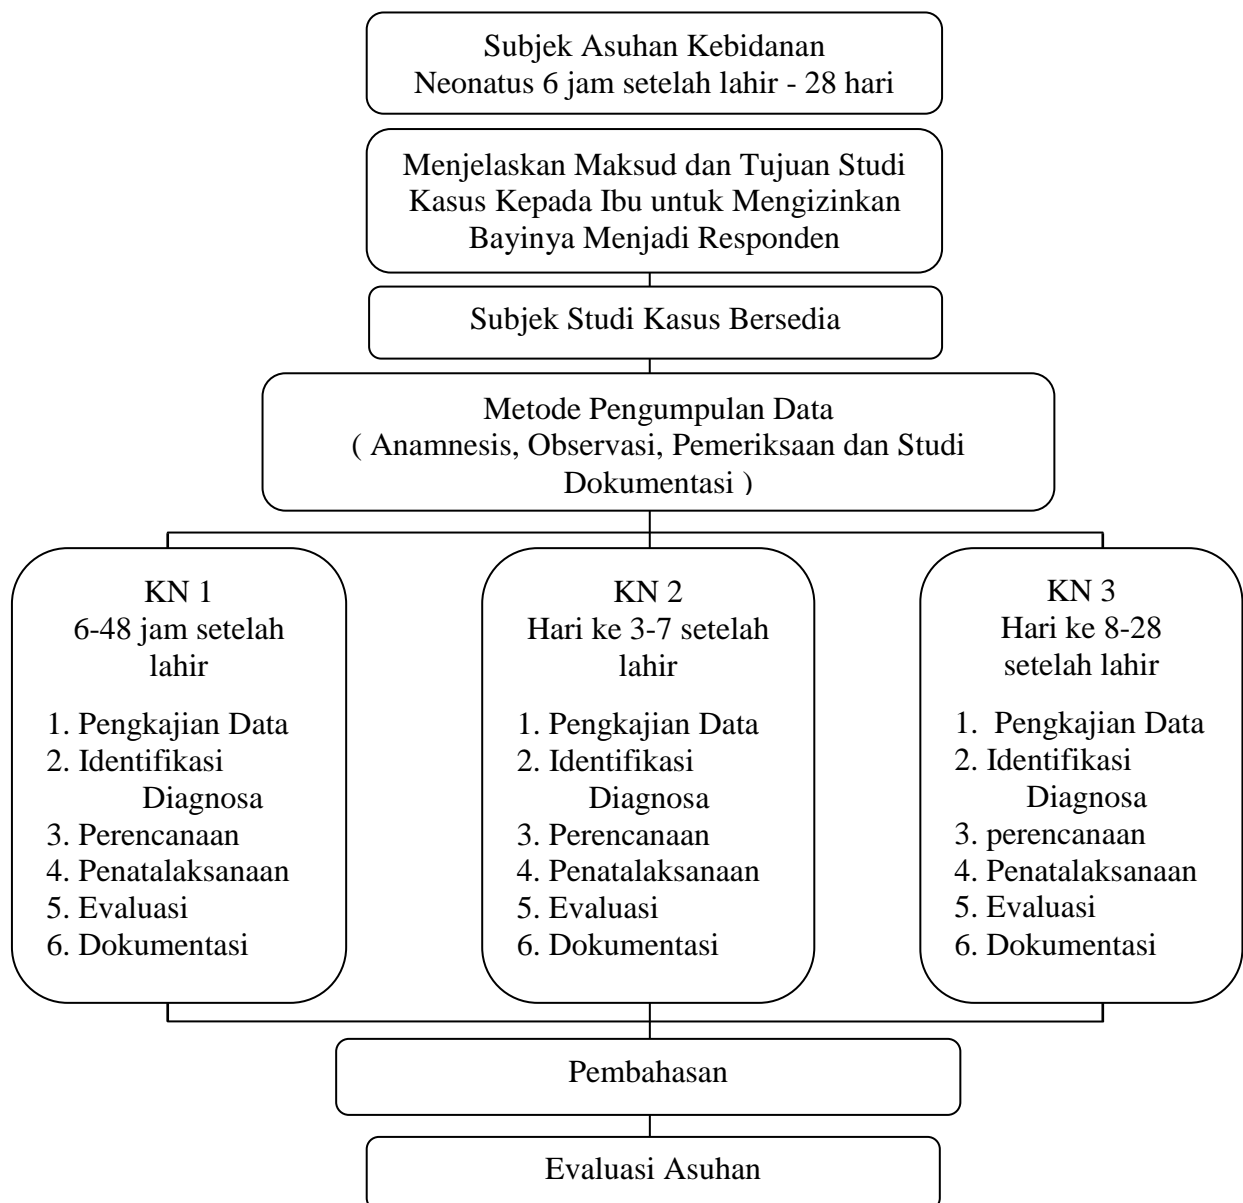 Subjek Asuhan Kebidanan
Neonatus 6 jam setelah lahir - 28 hari
Menjelaskan Maksud dan Tujuan Studi
Kasus Kepada Ibu untuk Mengizinkan
Bayinya Menjadi Responden
Subjek Studi Kasus Bersedia
Metode Pengumpulan Data
( Anamnesis, Observasi, Pemeriksaan dan Studi
Dokumentasi )
KN 1
6-48 jam setelah
lahir
1. Pengkajian Data
2. Identifikasi
Diagnosa
3. Perencanaan
4. Penatalaksanaan
5. Evaluasi
6. Dokumentasi
KN 2
Hari ke 3-7 setelah
lahir
1. Pengkajian Data
2. Identifikasi
Diagnosa
3. Perencanaan
4. Penatalaksanaan
5. Evaluasi
6. Dokumentasi
KN 3
Hari ke 8-28
setelah lahir
1. Pengkajian Data
2. Identifikasi
Diagnosa
3. perencanaan
4. Penatalaksanaan
5. Evaluasi
6. Dokumentasi
Pembahasan
Evaluasi Asuhan